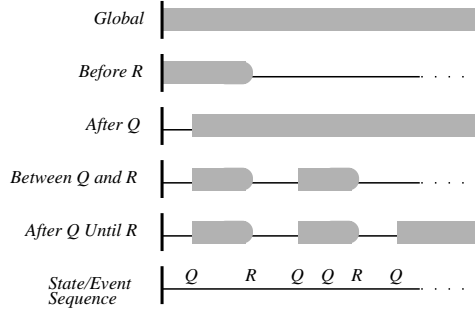 Global
Before R
After Q
Between Q and R
After Q Until R
Q R Q Q R Q
State/Event
Sequence